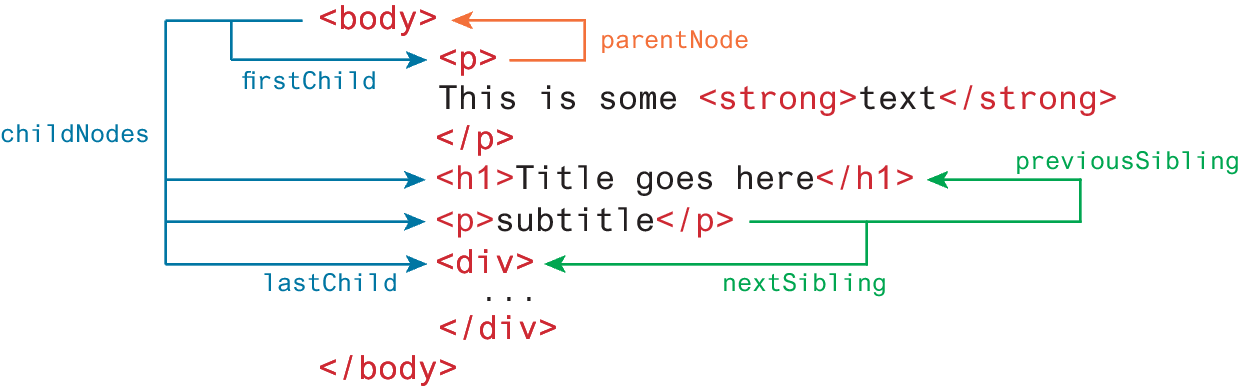 <body>
parentNode
<p>
firstChild
This is some <strong>text</strong>
childNodes
</p>
previousSibling
<h1>Title goes here</h1>
<p>subtitle</p>
<div>
lastChild
nextSibling
...
</div>
</body>